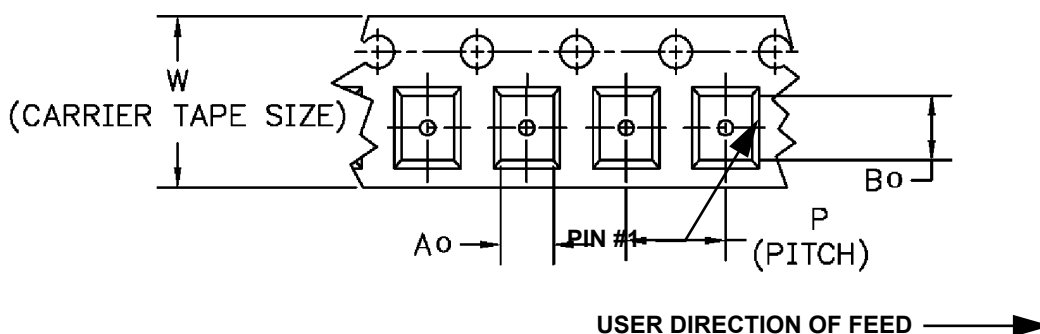 W
(CARRIER TAPE SIZE)
Bo
Ao
PIN #1
P
(PITCH)
USER DIRECTION OF FEED